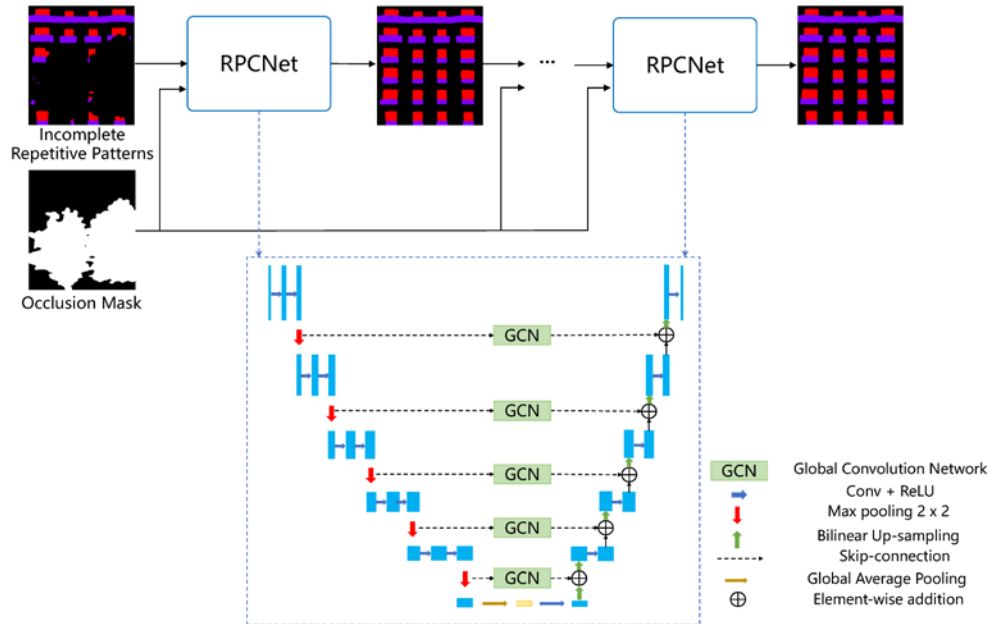 RPCNet
...
RPCNet
Incomplete
Repetitive Patterns
Occlusion Mask
GCN
GCN
GCN
GCN
GCN
GCN Global Convolution Network
Conv + ReLU
Max pooling 2 x 2
Bilinear Up-sampling
Skip-connection
Global Average Pooling
Element-wise addition